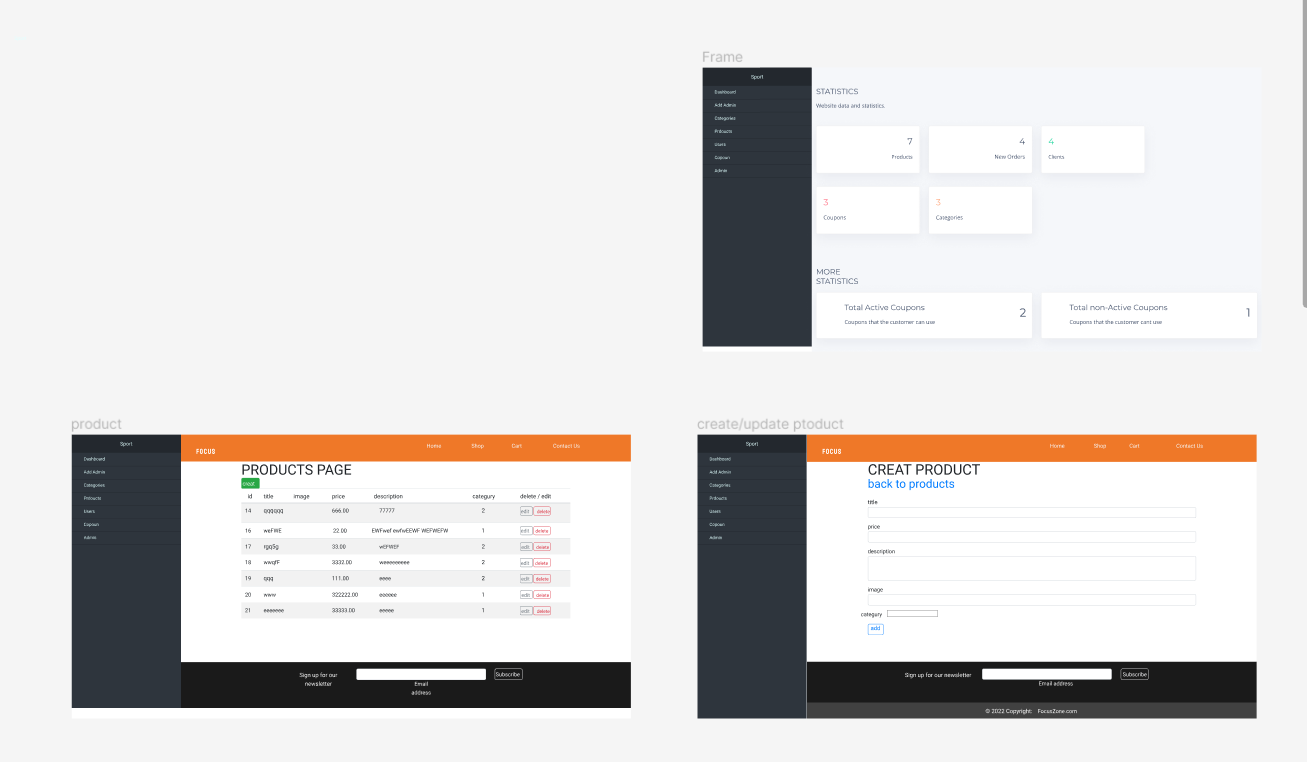 Frame
Sport
Dashboard
Add Admin
Categories
Prdoucts
Users
Copoun
Admin
STATISTICS
Website data and statistics.
7
Products
4
New Orders
4
Clients
3
Coupons
3
Categories
MORE
STATISTICS
Total Active Coupons
Coupons that the customer can use
2
Total non-Active Coupons
Coupons that the customer cant use
1
product
Sport
Dashboard
Add Admin
Categories
Prdoucts
Users
Copoun
Admin
FOCUS
Home Shop Cart Contact Us
PRODUCTS PAGE
creat
id title image price description category delete / edit
14 qqqqqq 666.00 77777 2 edit delete
16 weFWE 22.00 EWFwef ewfwEEWF WEFWEFW 1 edit delete
17 rgq5g 33.00 wEFWEF 2 edit delete
18 wwqfF 3332.00 weeeeeeeee 2 edit delete
19 qqq 111.00 eeee 2 edit delete
20 wwv 322222.00 eeeeee 1 edit delete
21 eeeeeee 33333.00 eeeee 1 edit delete
Sign up for our
newsletter
Email
address
Subscribe
create/update ptoduct
Sport
Dashboard
Add Admin
Categories
Prdoucts
Users
Copoun
Admin
FOCUS
Home Shop Cart Contact Us
CREAT PRODUCT
back to products
title
price
description
image
category
add
Sign up for our newsletter
Email address
Subscribe
© 2022 Copyright: FocusZone.com